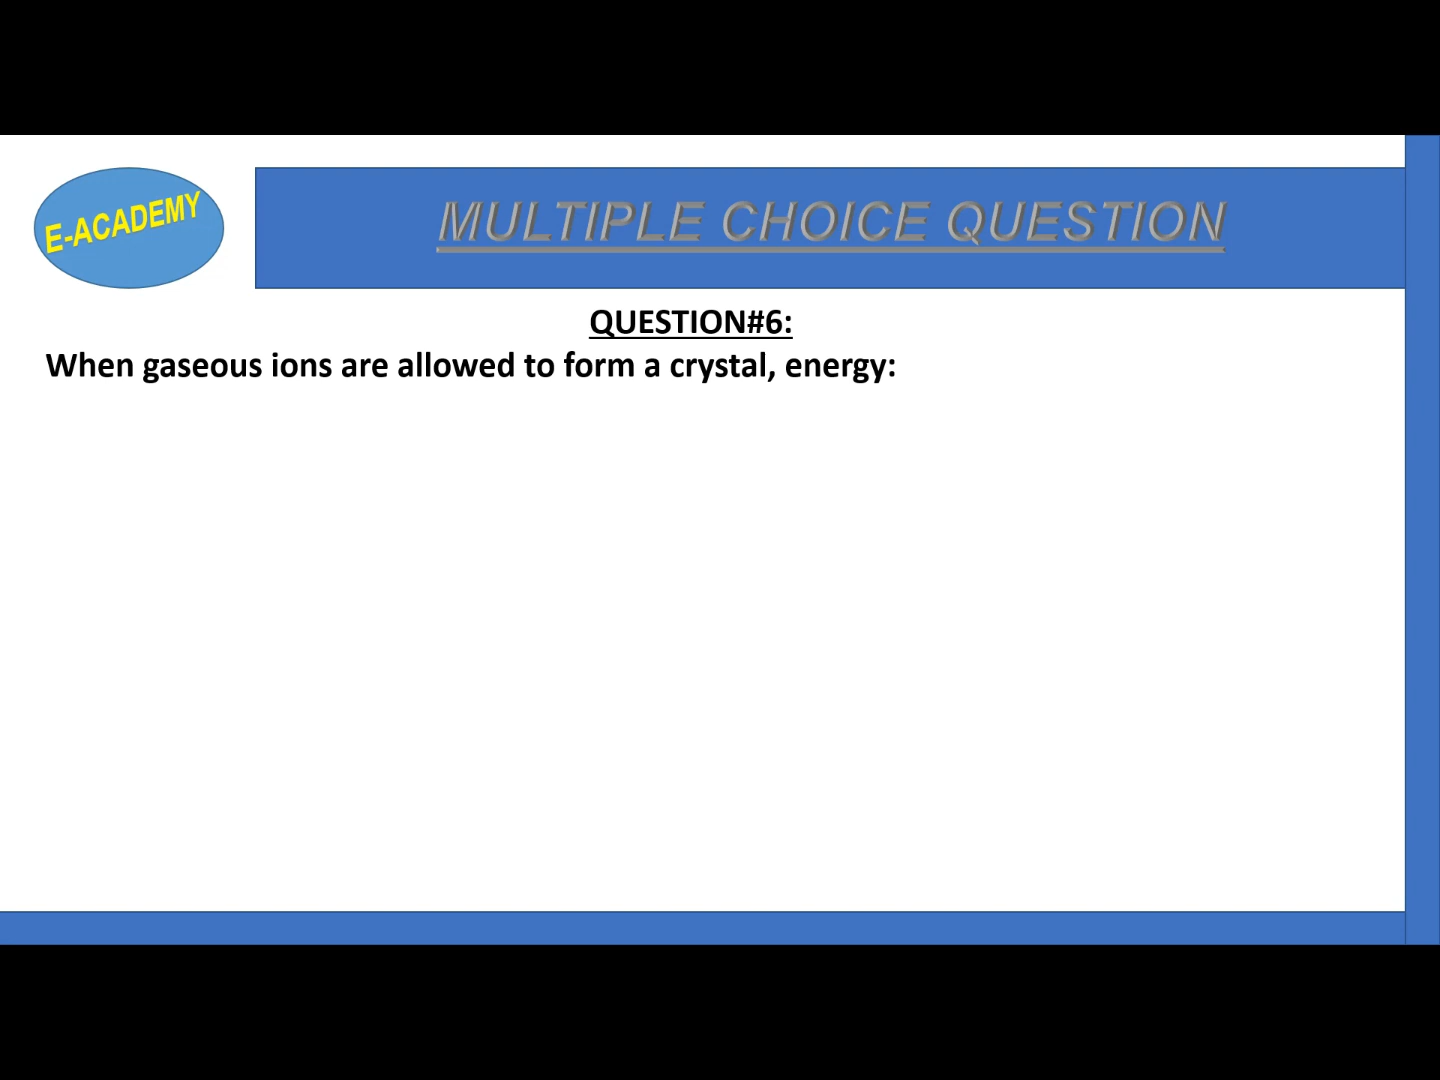 E-ACADEMY
MULTIPLE CHOICE QUESTION
QUESTION#6:
When gaseous ions are allowed to form a crystal, energy: